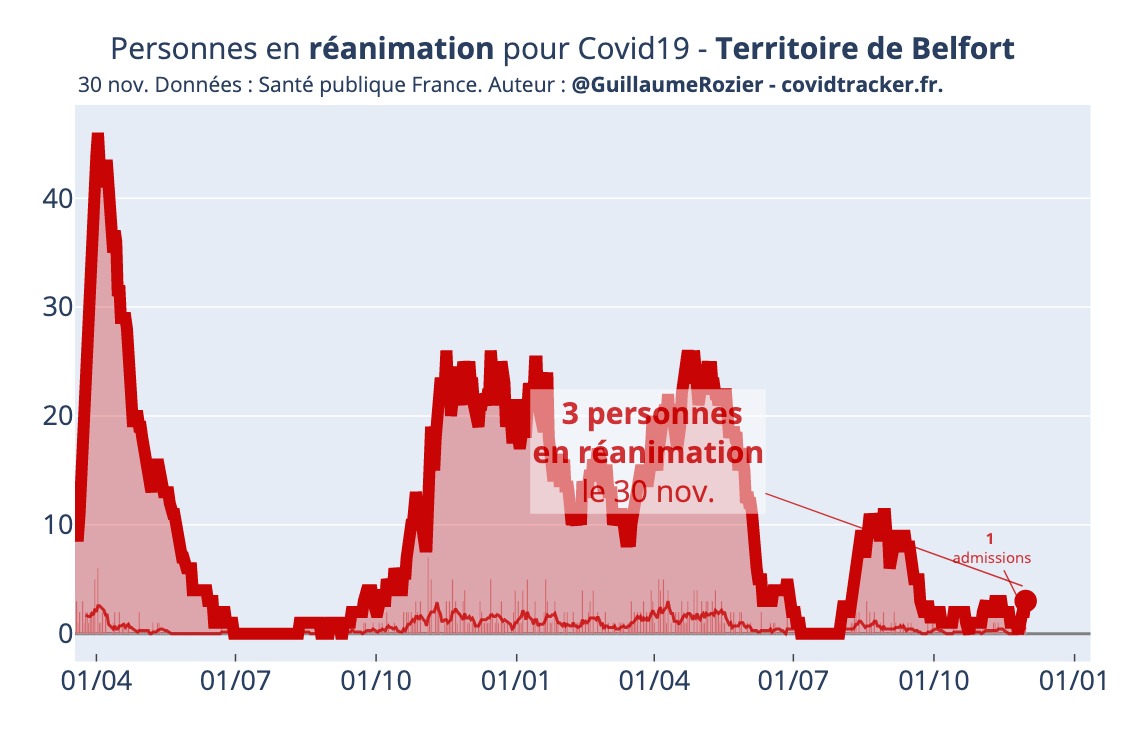 Personnes en réanimation pour Covid19 - Territoire de Belfort
30 nov. Données : Santé publique France. Auteur : @GuillaumeRozier - covidtracker.fr.
40
30
20
10
0
3 personnes
en réanimation
le 30 nov.
1
admissions
01/04 01/07 01/10 01/01 01/04 01/07 01/10 01/01